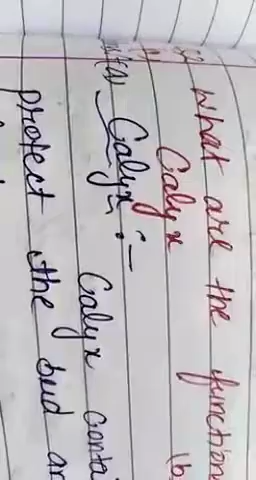 What are the function
Calyx (b
Calyx :-
Calyx conta
protect the bud an